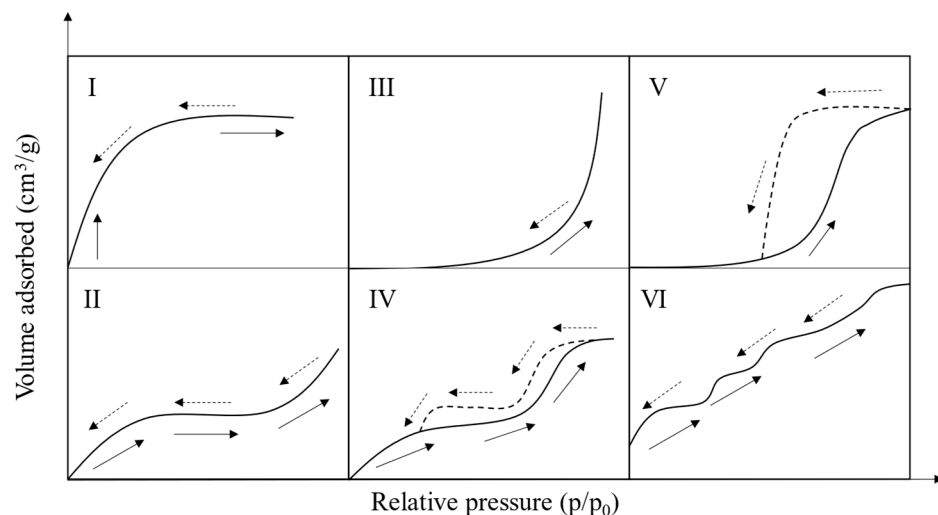 I
III
V
II
IV
VI
Volume adsorbed (cm³/g)
Relative pressure (p/p₀)